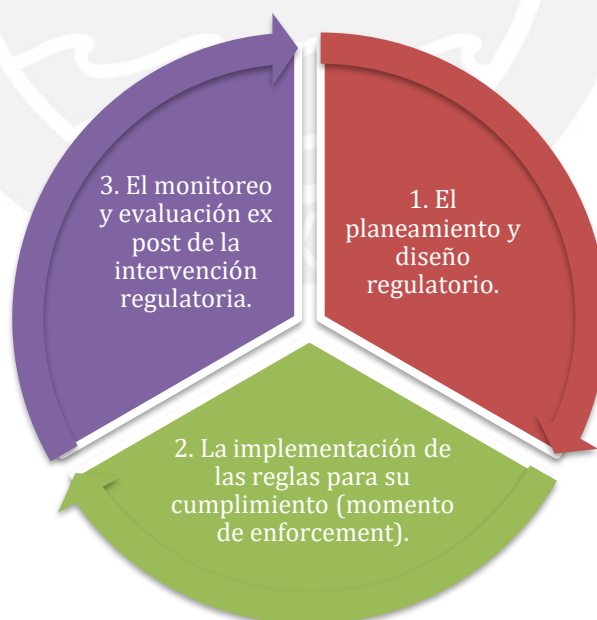 1. El
planeamiento y
diseño
regulatorio.
2. La implementación de
las reglas para su
cumplimiento (momento
de enforcement).
3. El monitoreo
y evaluación ex
post de la
intervención
regulatoria.